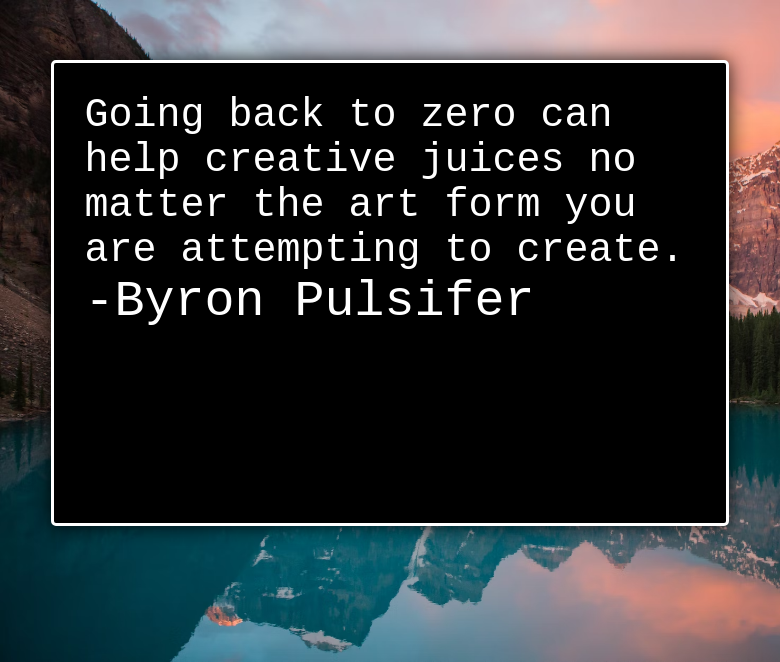 Going back to zero can
help creative juices no
matter the art form you
are attempting to create.
-Byron Pulsifer